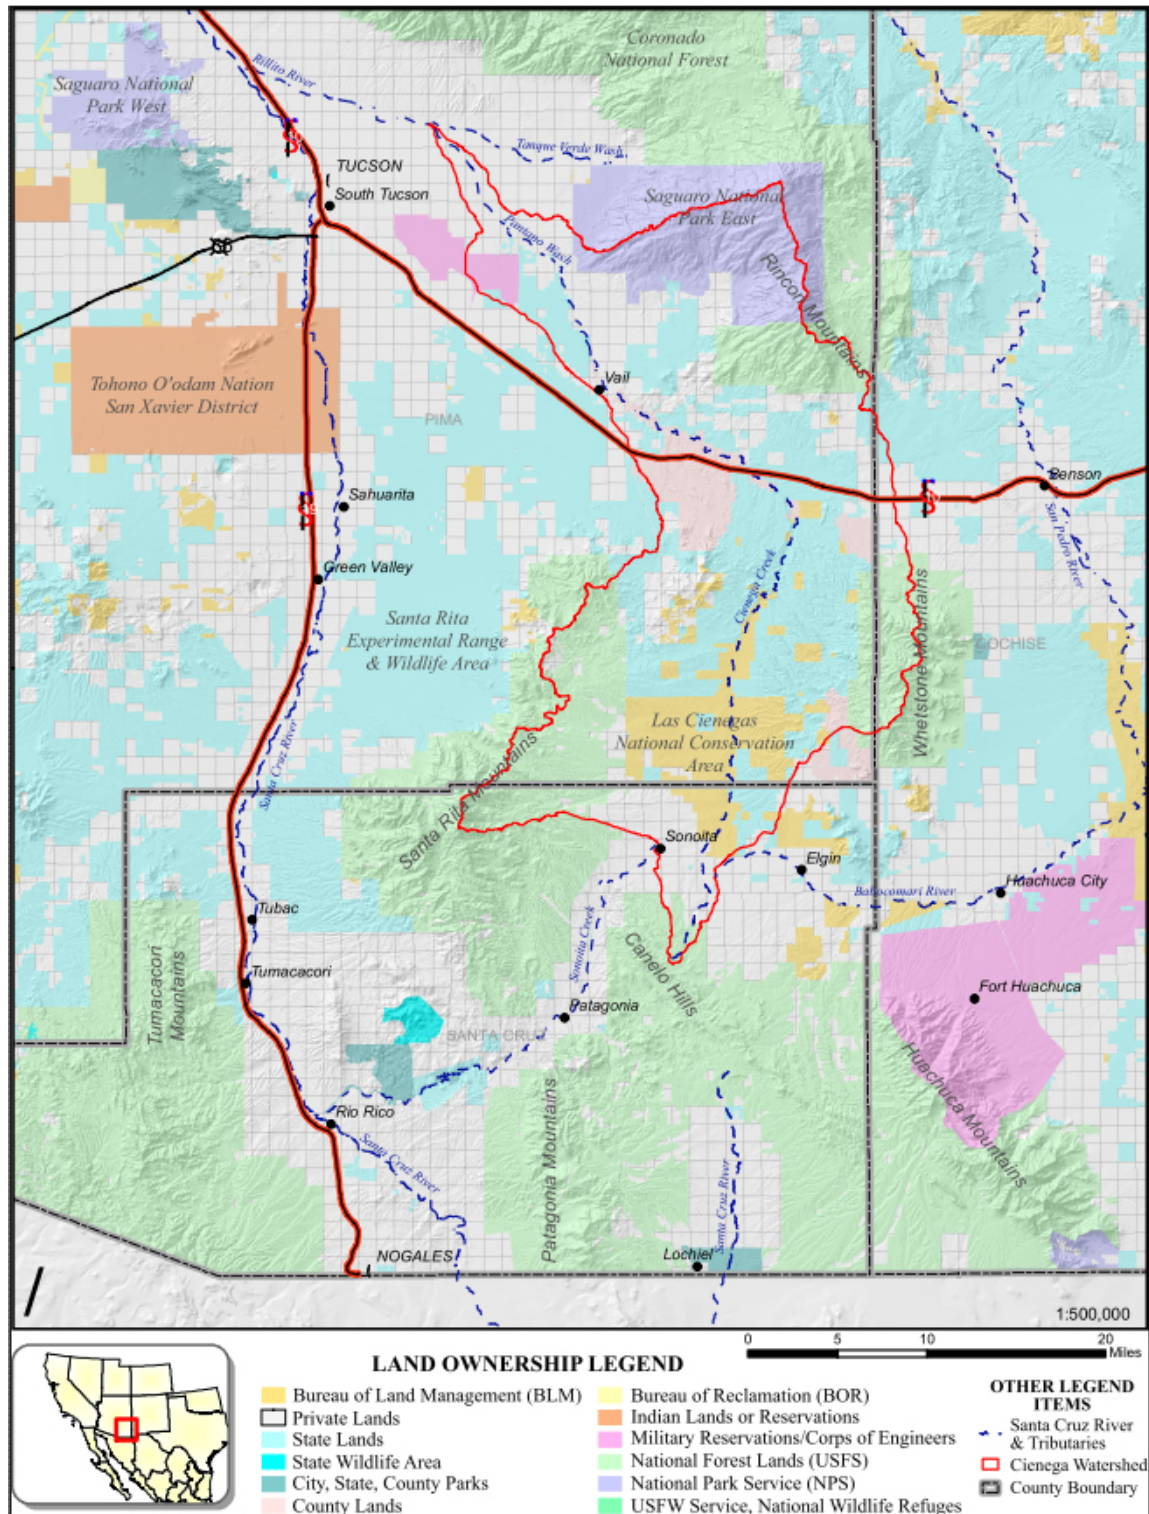 Coronado
National Forest
Rillito River
Saguaro National
Park West
Tanque Verde Wash
TUCSON
South Tucson
Saguaro National
Park East
Pantano Wash
Rincon Mountains
Tohono O'odam Nation
San Xavier District
Vail
PIMA
Benson
Sahuarita
San Pedro River
Green Valley
Cienega Creek
Santa Rita
Experimental Range
& Wildlife Area
Whetstone Mountains
COCHISE
Las Cienegas
National Conservation
Area
Santa Cruz River
Santa Rita Mountains
Sonoita
Elgin
Babocomari River
Huachuca City
Tubac
Sonoita Creek
Canelo Hills
Tumacacori
Mountains
Tumacacori
Fort Huachuca
Patagonia
SANTA CRUZ
Huachuca Mountains
Patagonia Mountains
Rio Rico
Santa Cruz River
Santa Cruz River
NOGALES
Lochiel
1:500,000
0 5 10 20
Miles
LAND OWNERSHIP LEGEND
Bureau of Land Management (BLM)
Private Lands
State Lands
State Wildlife Area
City, State, County Parks
County Lands
Bureau of Reclamation (BOR)
Indian Lands or Reservations
Military Reservations/Corps of Engineers
National Forest Lands (USFS)
National Park Service (NPS)
USFW Service, National Wildlife Refuges
OTHER LEGEND
ITEMS
Santa Cruz River
& Tributaries
Cienega Watershed
County Boundary